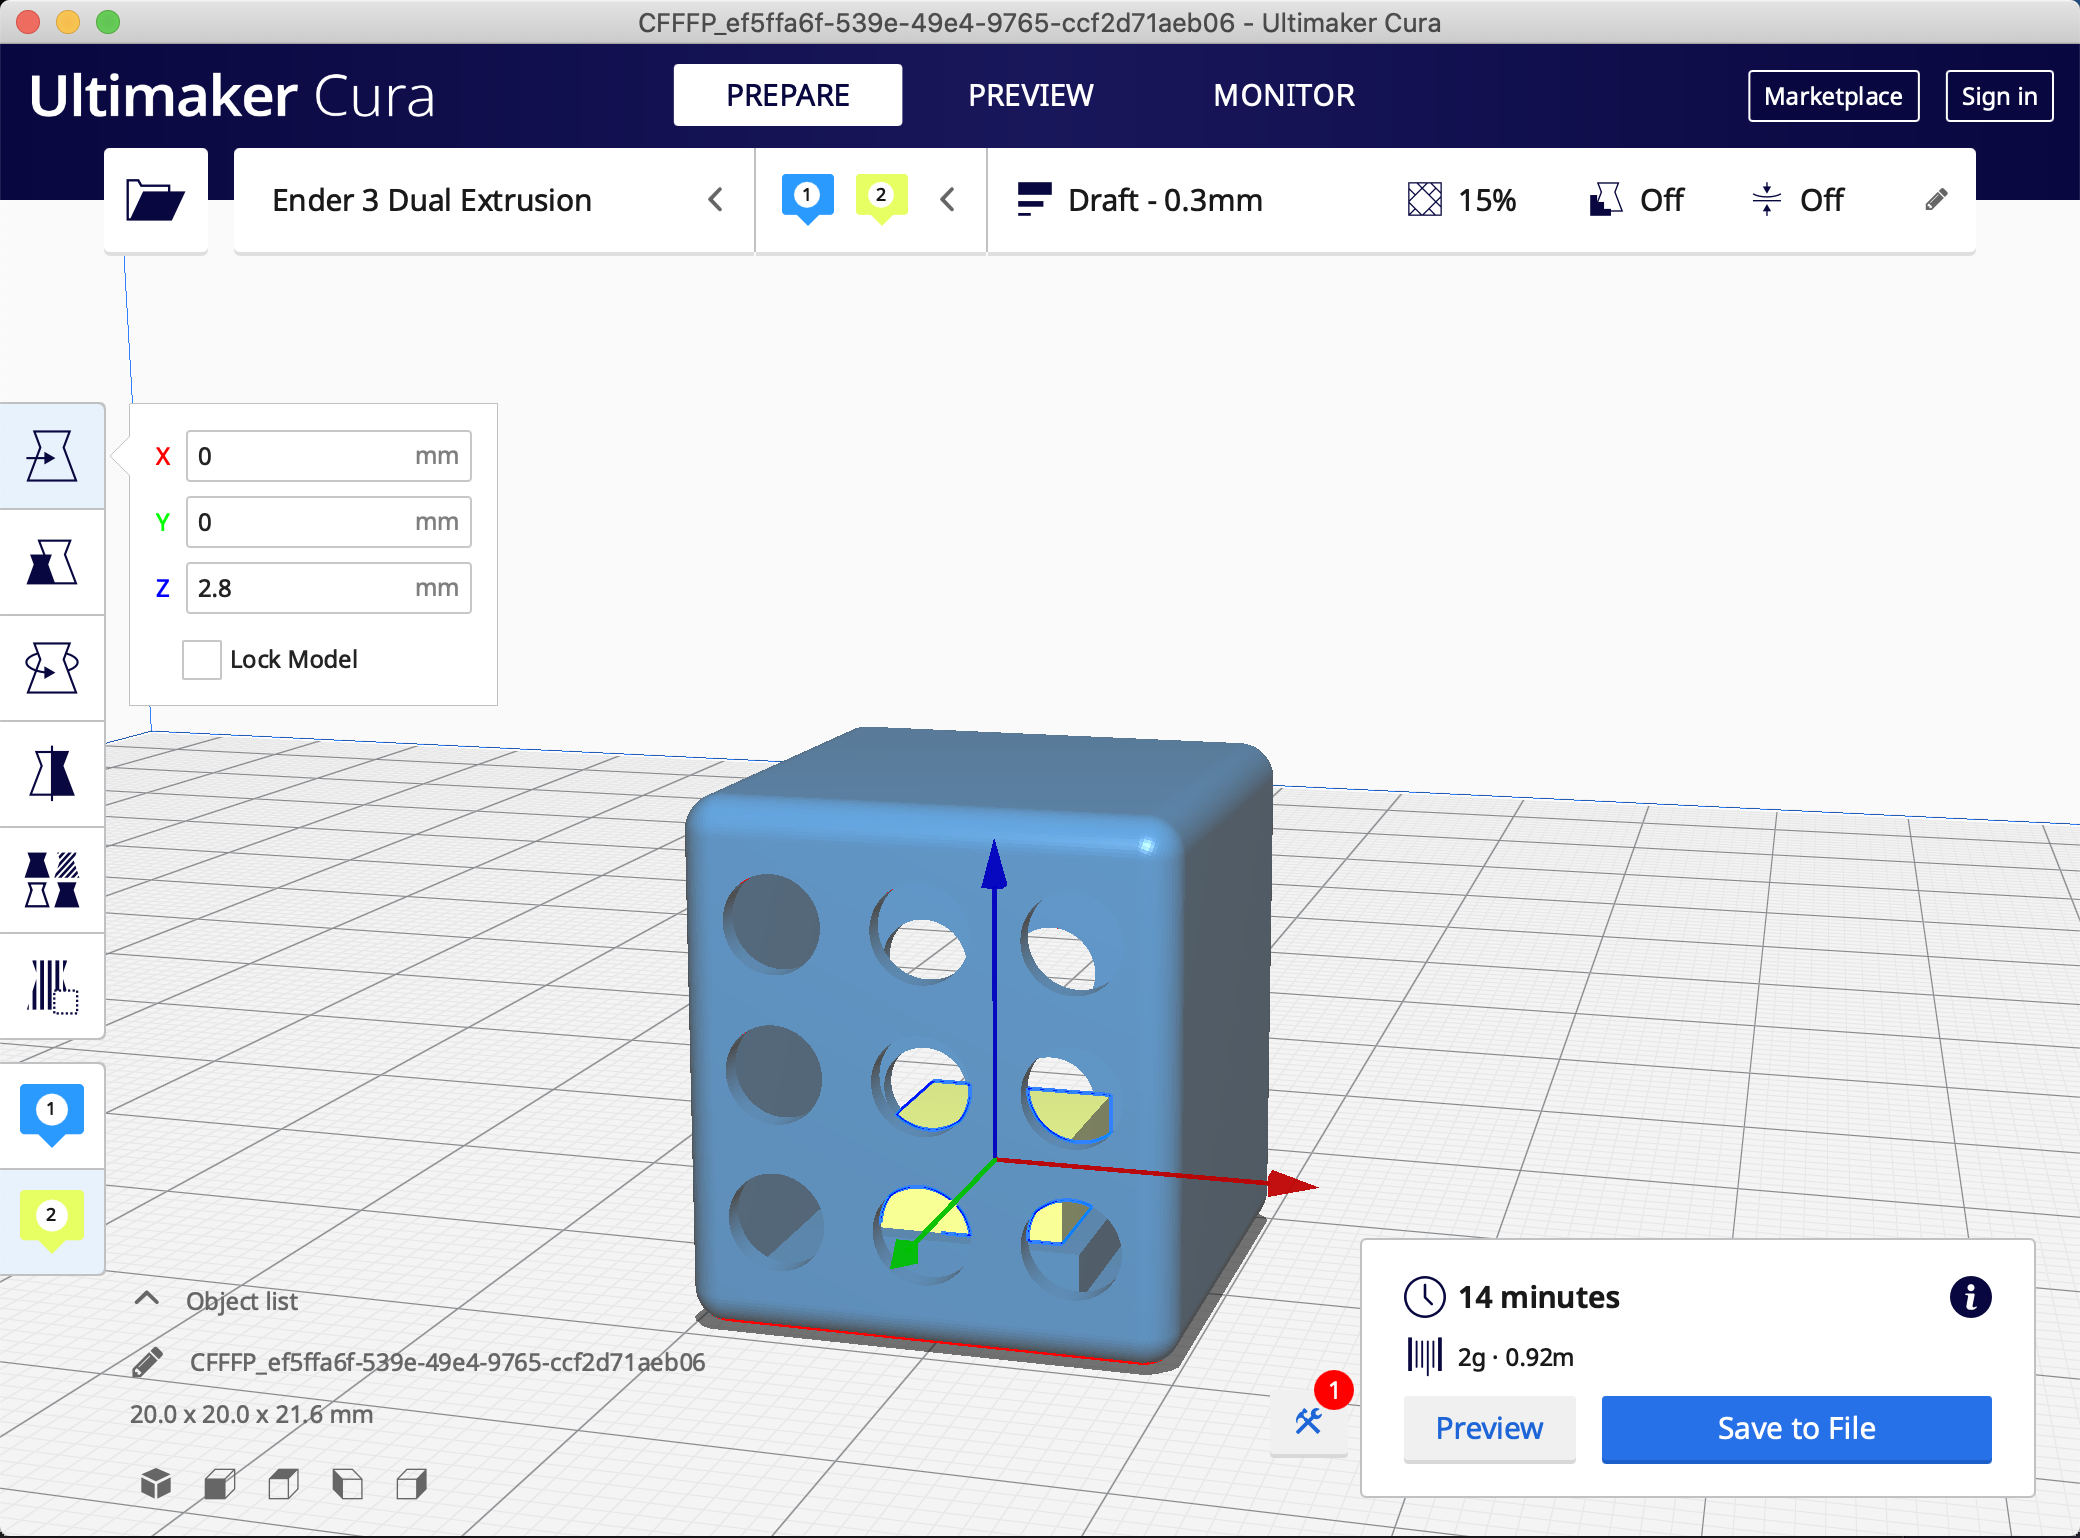 CFFFP_ef5ffa6f-539e-49e4-9765-ccf2d71aeb06 - Ultimaker Cura
Ultimaker Cura
PREPARE
PREVIEW
MONITOR
Marketplace
Sign in
Ender 3 Dual Extrusion
1
2
Draft - 0.3mm
15%
Off
Off
X 0 mm
Y 0 mm
Z 2.8 mm
Lock Model
1
2
Object list
CFFFP_ef5ffa6f-539e-49e4-9765-ccf2d71aeb06
20.0 x 20.0 x 21.6 mm
1
14 minutes
i
2g · 0.92m
Preview
Save to File